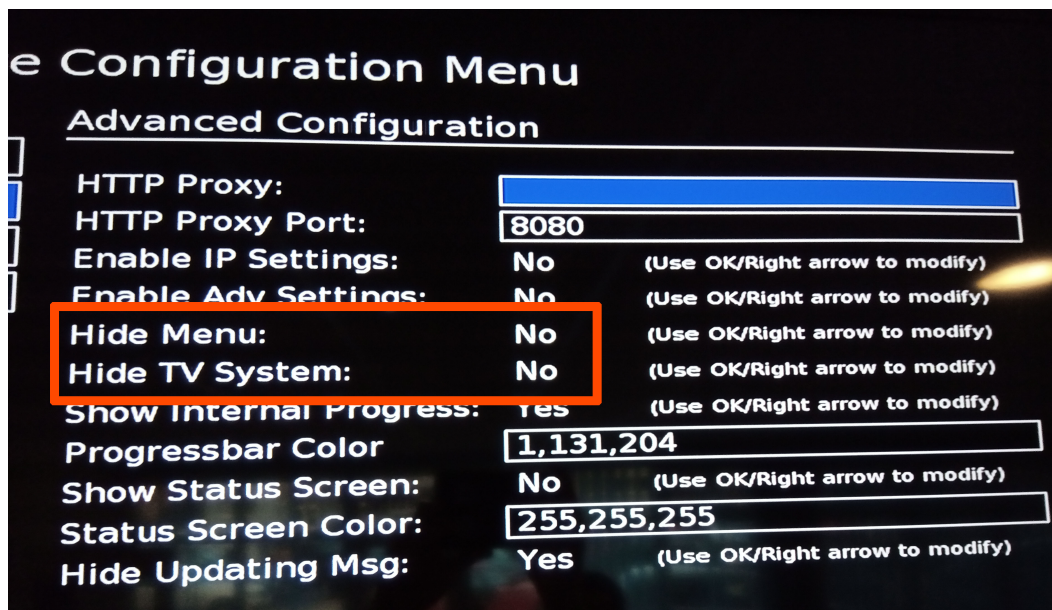 e Configuration Menu
Advanced Configuration
HTTP Proxy:
HTTP Proxy Port: 8080
Enable IP Settings: No (Use OK/Right arrow to modify)
Enable Adv Settings: No (Use OK/Right arrow to modify)
Hide Menu: No (Use OK/Right arrow to modify)
Hide TV System: No (Use OK/Right arrow to modify)
Show Internal Progress: Yes (Use OK/Right arrow to modify)
Progressbar Color 1,131,204
Show Status Screen: No (Use OK/Right arrow to modify)
Status Screen Color: 255,255,255
Hide Updating Msg: Yes (Use OK/Right arrow to modify)